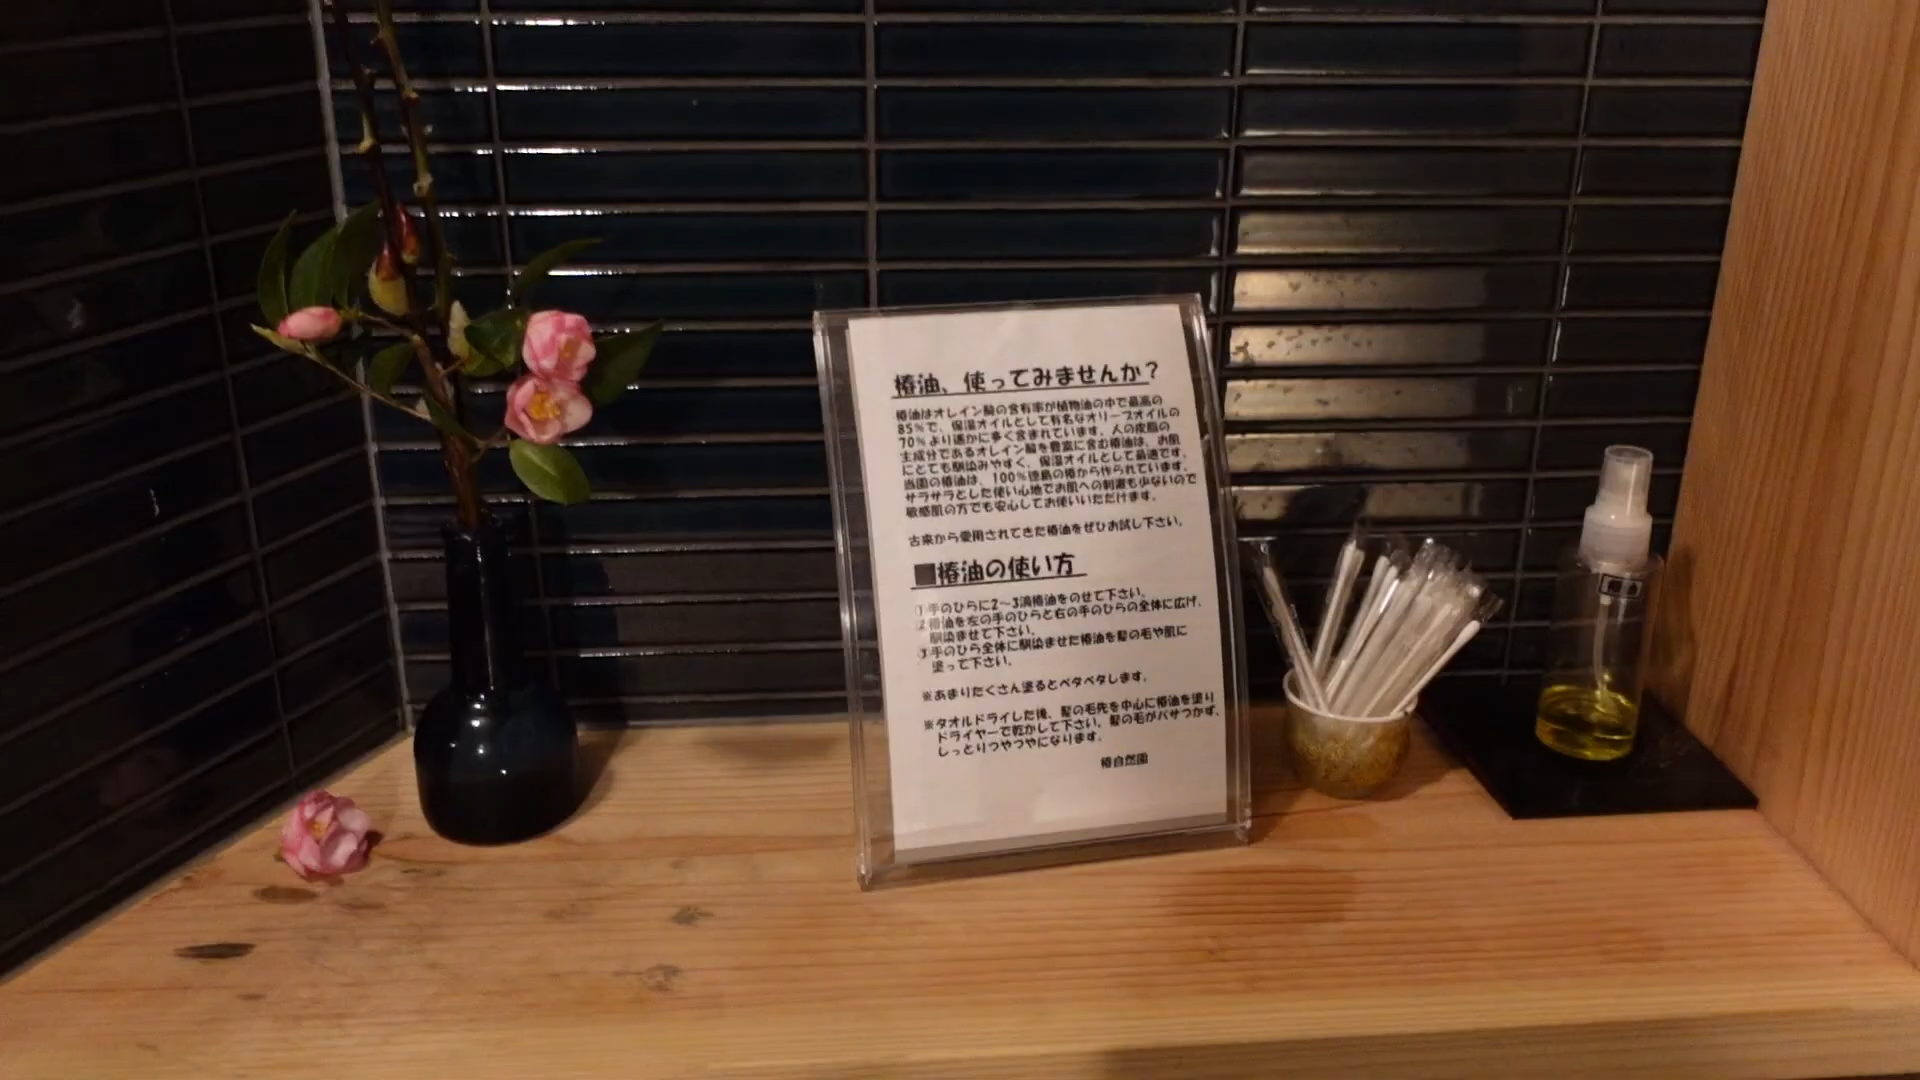 椿油、使ってみませんか？
椿油はオレイン酸の含有率が植物油の中で最高の
85％で、保湿オイルとして有名なオリーブオイルの
70％より遥かに多く含まれています。人の皮脂の
主成分であるオレイン酸を豊富に含む椿油は、お肌
にとても馴染みやすく、保湿オイルとして最適です。
当園の椿油は、100％徳島の椿から作られています。
サラサラとした使い心地でお肌への刺激も少ないので
敏感肌の方でも安心してお使いいただけます。
古来から愛用されてきた椿油をぜひお試し下さい。
■椿油の使い方
①手のひらに2～3滴椿油をのせて下さい。
②椿油を左の手のひらと右の手のひらの全体に広げ、
馴染ませて下さい。
③手のひら全体に馴染ませた椿油を髪の毛や肌に
塗って下さい。
※あまりたくさん塗るとベタベタします。
※タオルドライした後、髪の毛先を中心に椿油を塗り
ドライヤーで乾かして下さい。髪の毛がパサつかず、
しっとりつやつやになります。
椿自然園